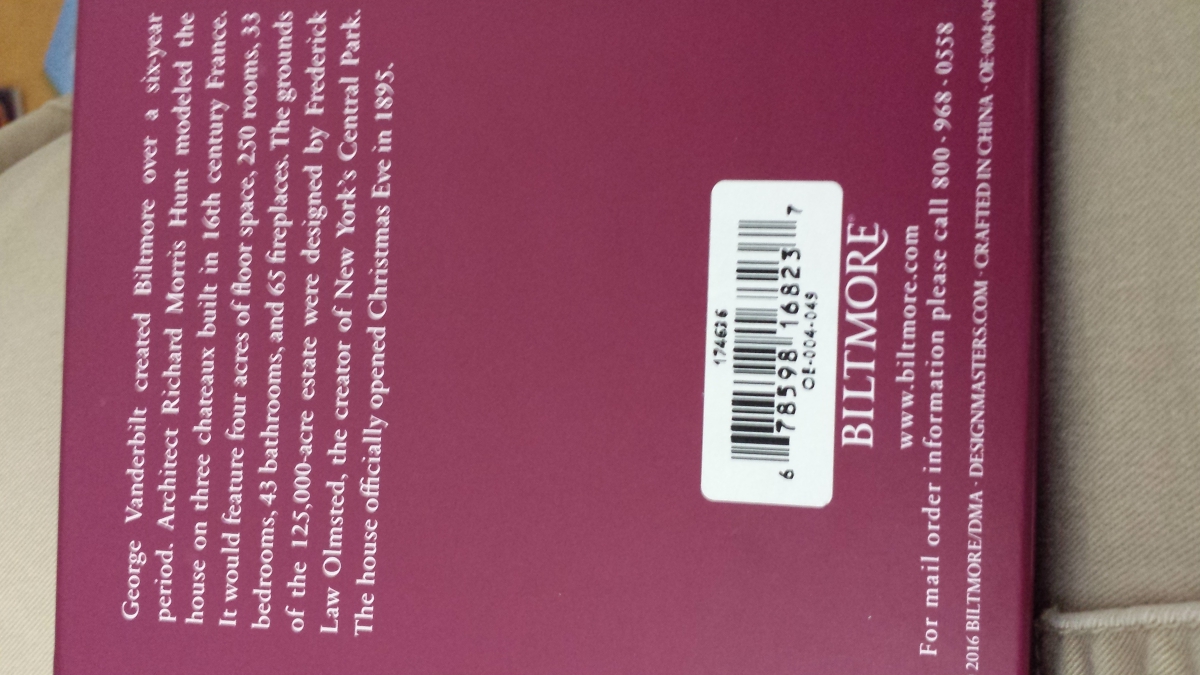 George Vanderbilt created Biltmore over a six-year
period. Architect Richard Morris Hunt modeled the
house on three chateaux built in 16th century France.
It would feature four acres of floor space, 250 rooms, 33
bedrooms, 43 bathrooms, and 65 fireplaces. The grounds
of the 125,000-acre estate were designed by Frederick
Law Olmsted, the creator of New York's Central Park.
The house officially opened Christmas Eve in 1895.
174626
6 78598 16823 7
OE-004-049
BILTMORE®
www.biltmore.com
For mail order information please call 800·968·0558
2016 BILTMORE/DMA · DESIGNMASTERS.COM · CRAFTED IN CHINA · OE-004-049